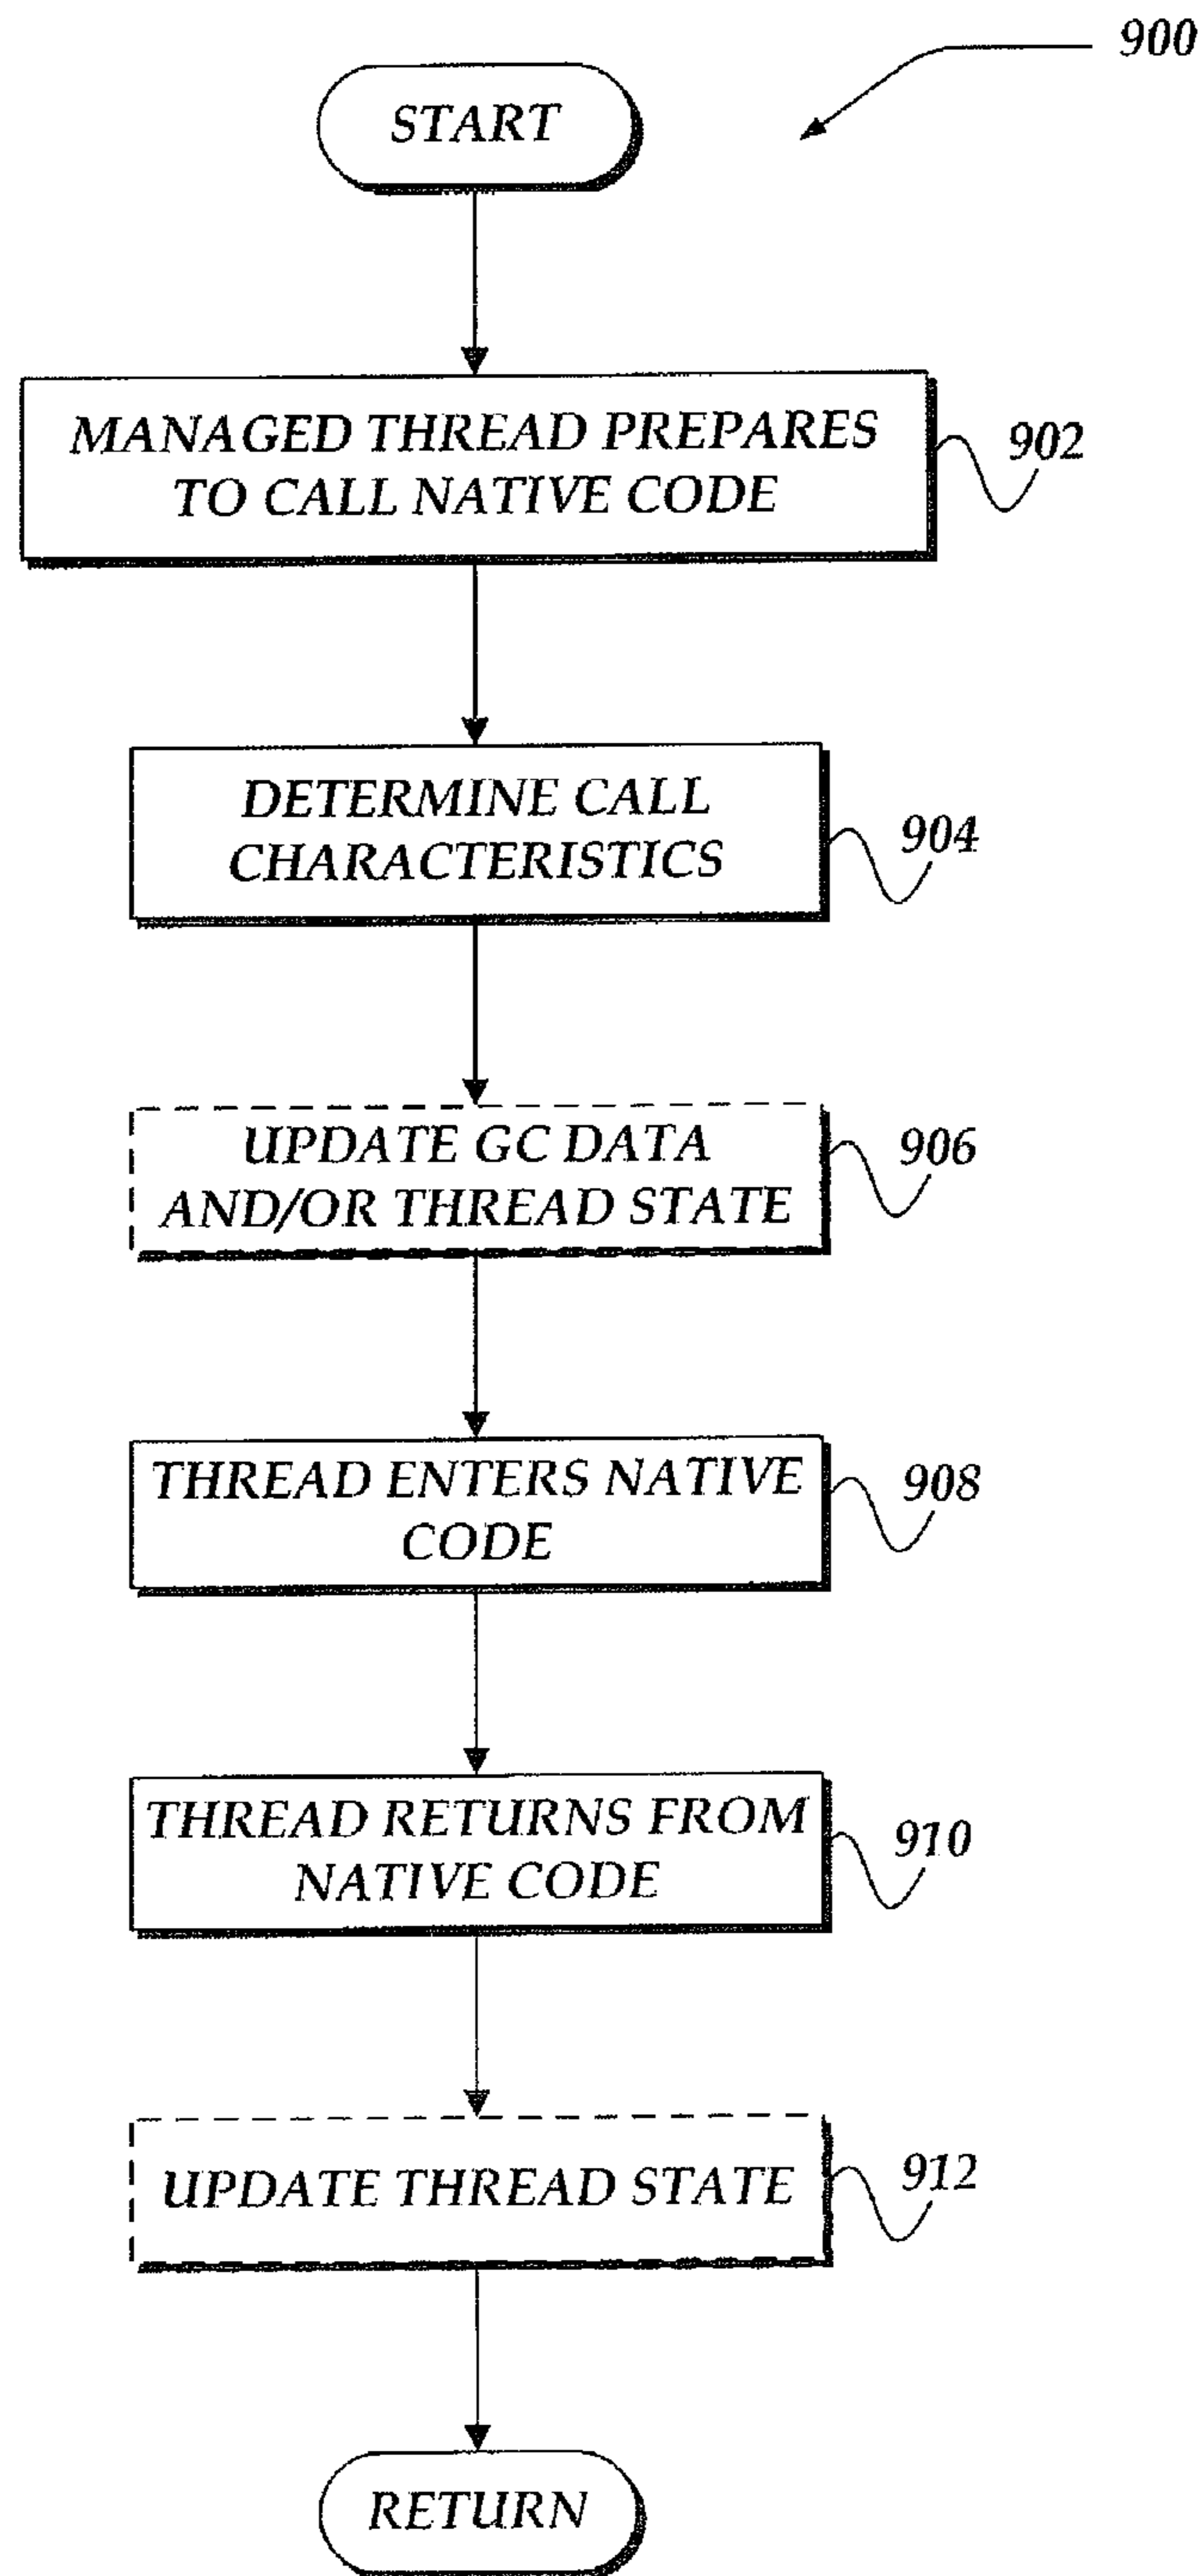 900
START
MANAGED THREAD PREPARES
TO CALL NATIVE CODE
902
DETERMINE CALL
CHARACTERISTICS
904
UPDATE GC DATA
AND/OR THREAD STATE
906
THREAD ENTERS NATIVE
CODE
908
THREAD RETURNS FROM
NATIVE CODE
910
UPDATE THREAD STATE
912
RETURN